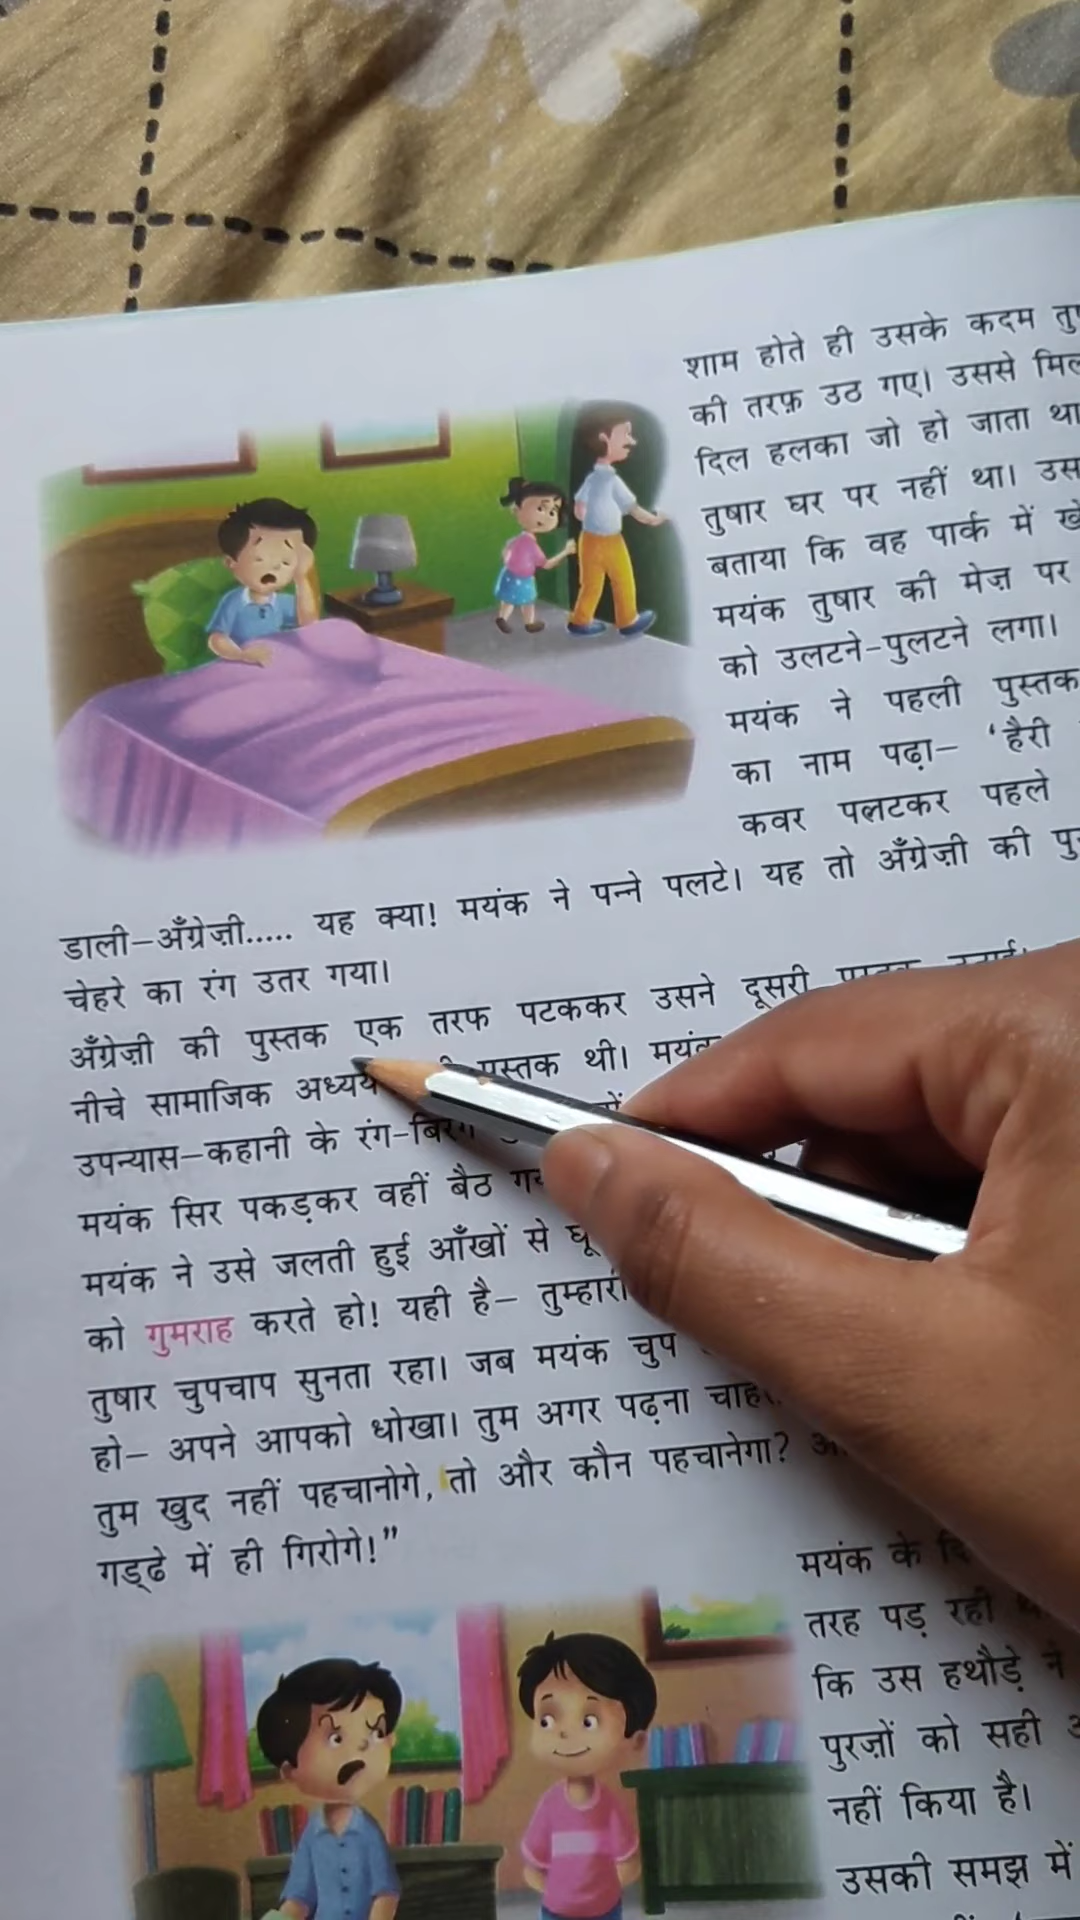 शाम होते ही उसके कदम
की तरफ़ उठ गए। उससे
दिल हलका जो हो जाता था
तुषार घर पर नहीं था।
बताया कि वह पार्क में
मयंक तुषार की मेज़ पर
को उलटने-पुलटने लगा।
मयंक ने पहली पुस्तक
का नाम पढ़ा– ‘हैरी
कवर पलटकर पहले
डाली–अँग्रेज़ी..... यह क्या! मयंक ने पन्ने पलटे। यह तो अँग्रेज़ी की
चेहरे का रंग उतर गया।
अँग्रेज़ी की पुस्तक एक तरफ पटककर उसने दूसरी
नीचे सामाजिक पुस्तक थी।
उपन्यास–कहानी के
मयंक सिर पकड़कर वहीं बैठ
मयंक ने उसे जलती हुई आँखों से
को गुमराह करते हो! यही है–
तुषार चुपचाप सुनता रहा। जब मयंक चुप
हो– अपने आपको धोखा। तुम अगर पढ़ना
तुम खुद नहीं पहचानोगे, तो और कौन पहचानेगा?
गड्ढे में ही गिरोगे!”
मयंक के
तरह पड़ रही
कि उस हथौड़े ने
पुरज़ों को सही
नहीं किया है।
उसकी समझ में